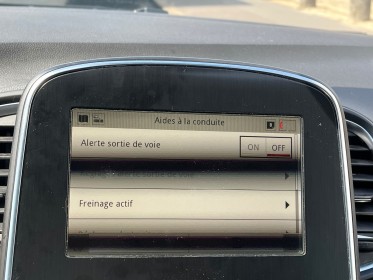 Aides à la conduite
Alerte sortie de voie ON OFF
Freinage actif